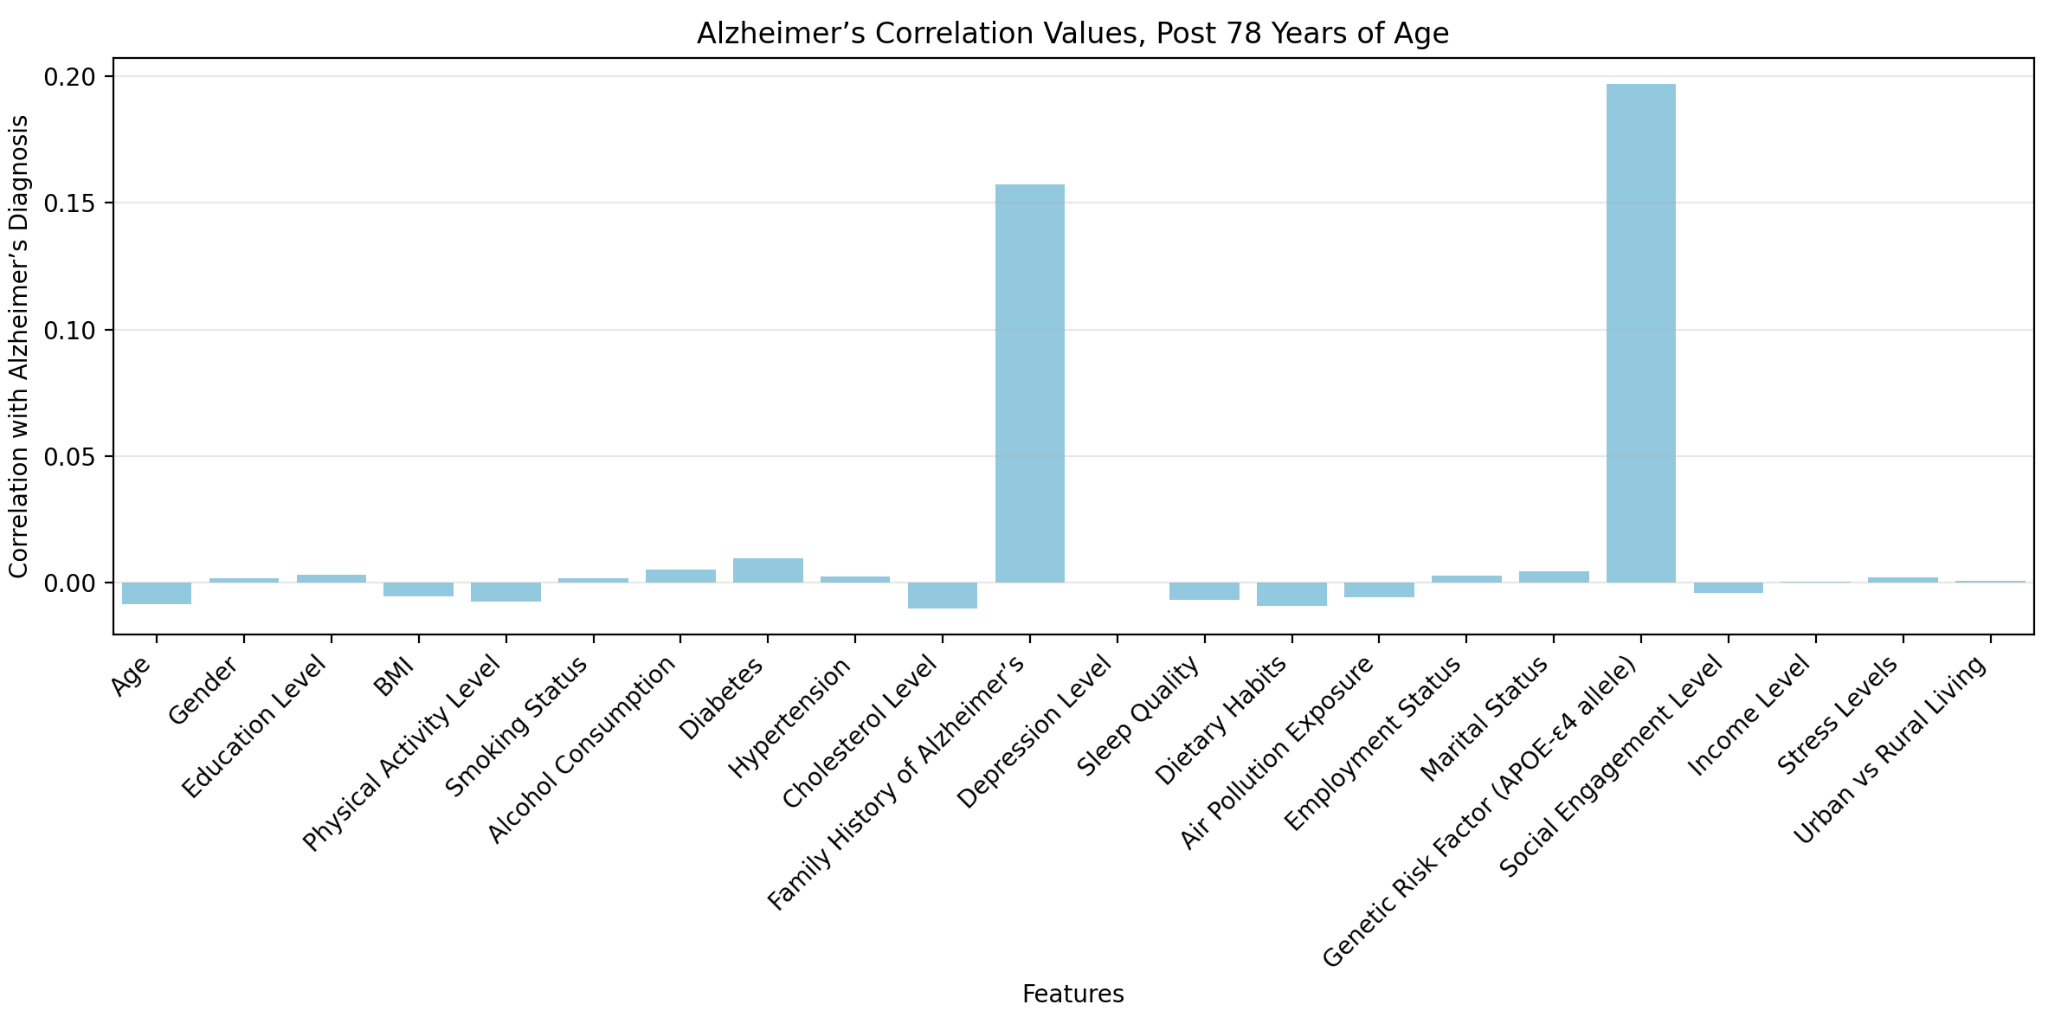 Alzheimer’s Correlation Values, Post 78 Years of Age
Correlation with Alzheimer’s Diagnosis
0.20
0.15
0.10
0.05
0.00
Age
Gender
Education Level
BMI
Physical Activity Level
Smoking Status
Alcohol Consumption
Diabetes
Hypertension
Cholesterol Level
Family History of Alzheimer’s
Depression Level
Sleep Quality
Dietary Habits
Air Pollution Exposure
Employment Status
Marital Status
Genetic Risk Factor (APOE-ε4 allele)
Social Engagement Level
Income Level
Stress Levels
Urban vs Rural Living
Features